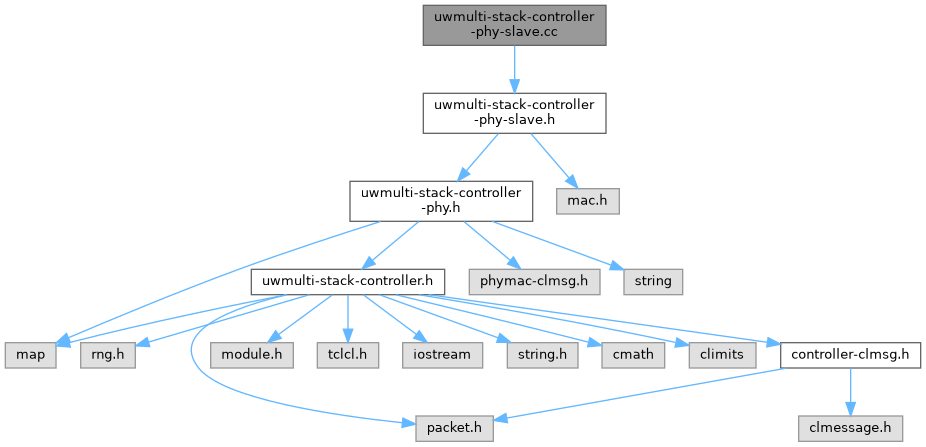 uwmulti-stack-controller
-phy-slave.cc
uwmulti-stack-controller
-phy-slave.h
uwmulti-stack-controller
-phy.h
mac.h
uwmulti-stack-controller.h
phymac-clmsg.h
string
map
rng.h
module.h
tclcl.h
iostream
string.h
cmath
climits
controller-clmsg.h
packet.h
clmessage.h